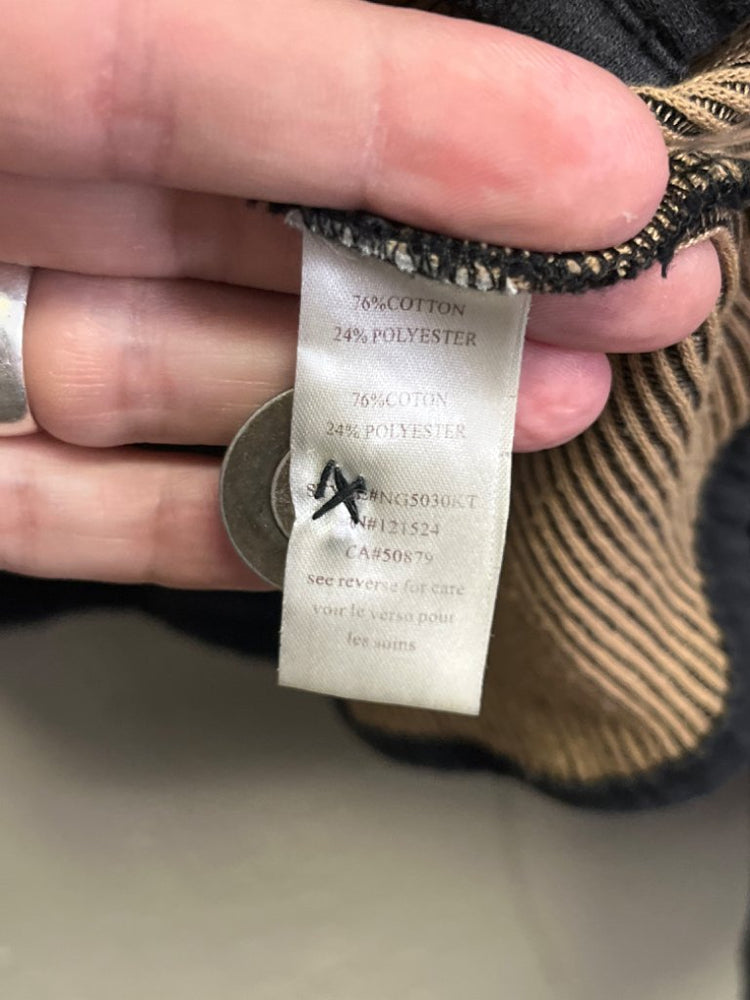 76%COTTON
24% POLYESTER
76%COTON
24% POLYESTER
#NG5030KT
N#121524
CA#50879
see reverse for care
voir le verso pour
les soins